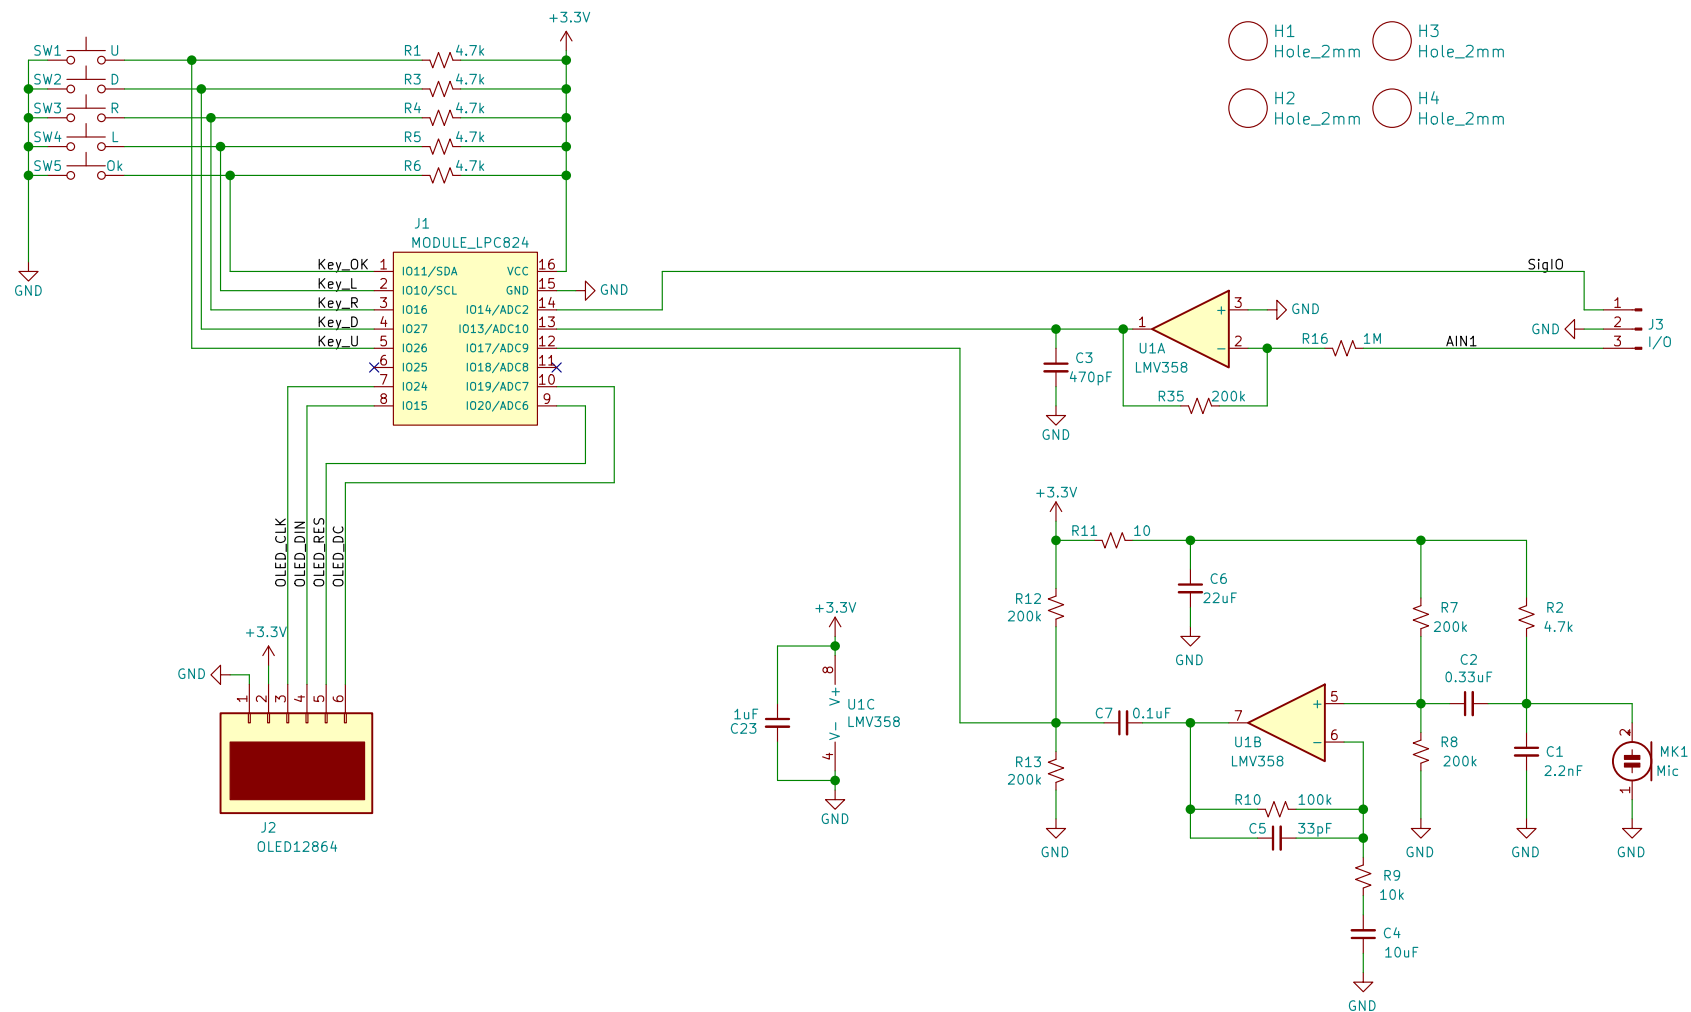 +3.3V
SW1 U
R1 4.7k
SW2 D
R3 4.7k
SW3 R
R4 4.7k
SW4 L
R5 4.7k
SW5 Ok
R6 4.7k
GND
H1
Hole_2mm
H3
Hole_2mm
H2
Hole_2mm
H4
Hole_2mm
J1
MODULE_LPC824
Key_OK 1 IO11/SDA VCC 16
Key_L 2 IO10/SCL GND 15 GND
Key_R 3 IO16 IO14/ADC2 14
Key_D 4 IO27 IO13/ADC10 13
Key_U 5 IO26 IO17/ADC9 12
6 IO25 IO18/ADC8 11
7 IO24 IO19/ADC7 10
8 IO15 IO20/ADC6 9
SigIO
1
2
3
GND
J3
I/O
AIN1
R16 1M
3
+
GND
2
-
1
U1A
LMV358
R35 200k
C3
470pF
GND
OLED_CLK
OLED_DIN
OLED_RES
OLED_DC
+3.3V
GND
1
2
3
4
5
6
J2
OLED12864
+3.3V
8
V+
V-
4
U1C
LMV358
1uF
C23
GND
+3.3V
R11 10
R12
200k
C6
22uF
GND
R7
200k
R2
4.7k
C2
0.33uF
C7 0.1uF
7
5
+
6
-
U1B
LMV358
R13
200k
GND
R10 100k
C5 33pF
R8
200k
GND
C1
2.2nF
GND
2
+
1
MK1
Mic
GND
R9
10k
C4
10uF
GND